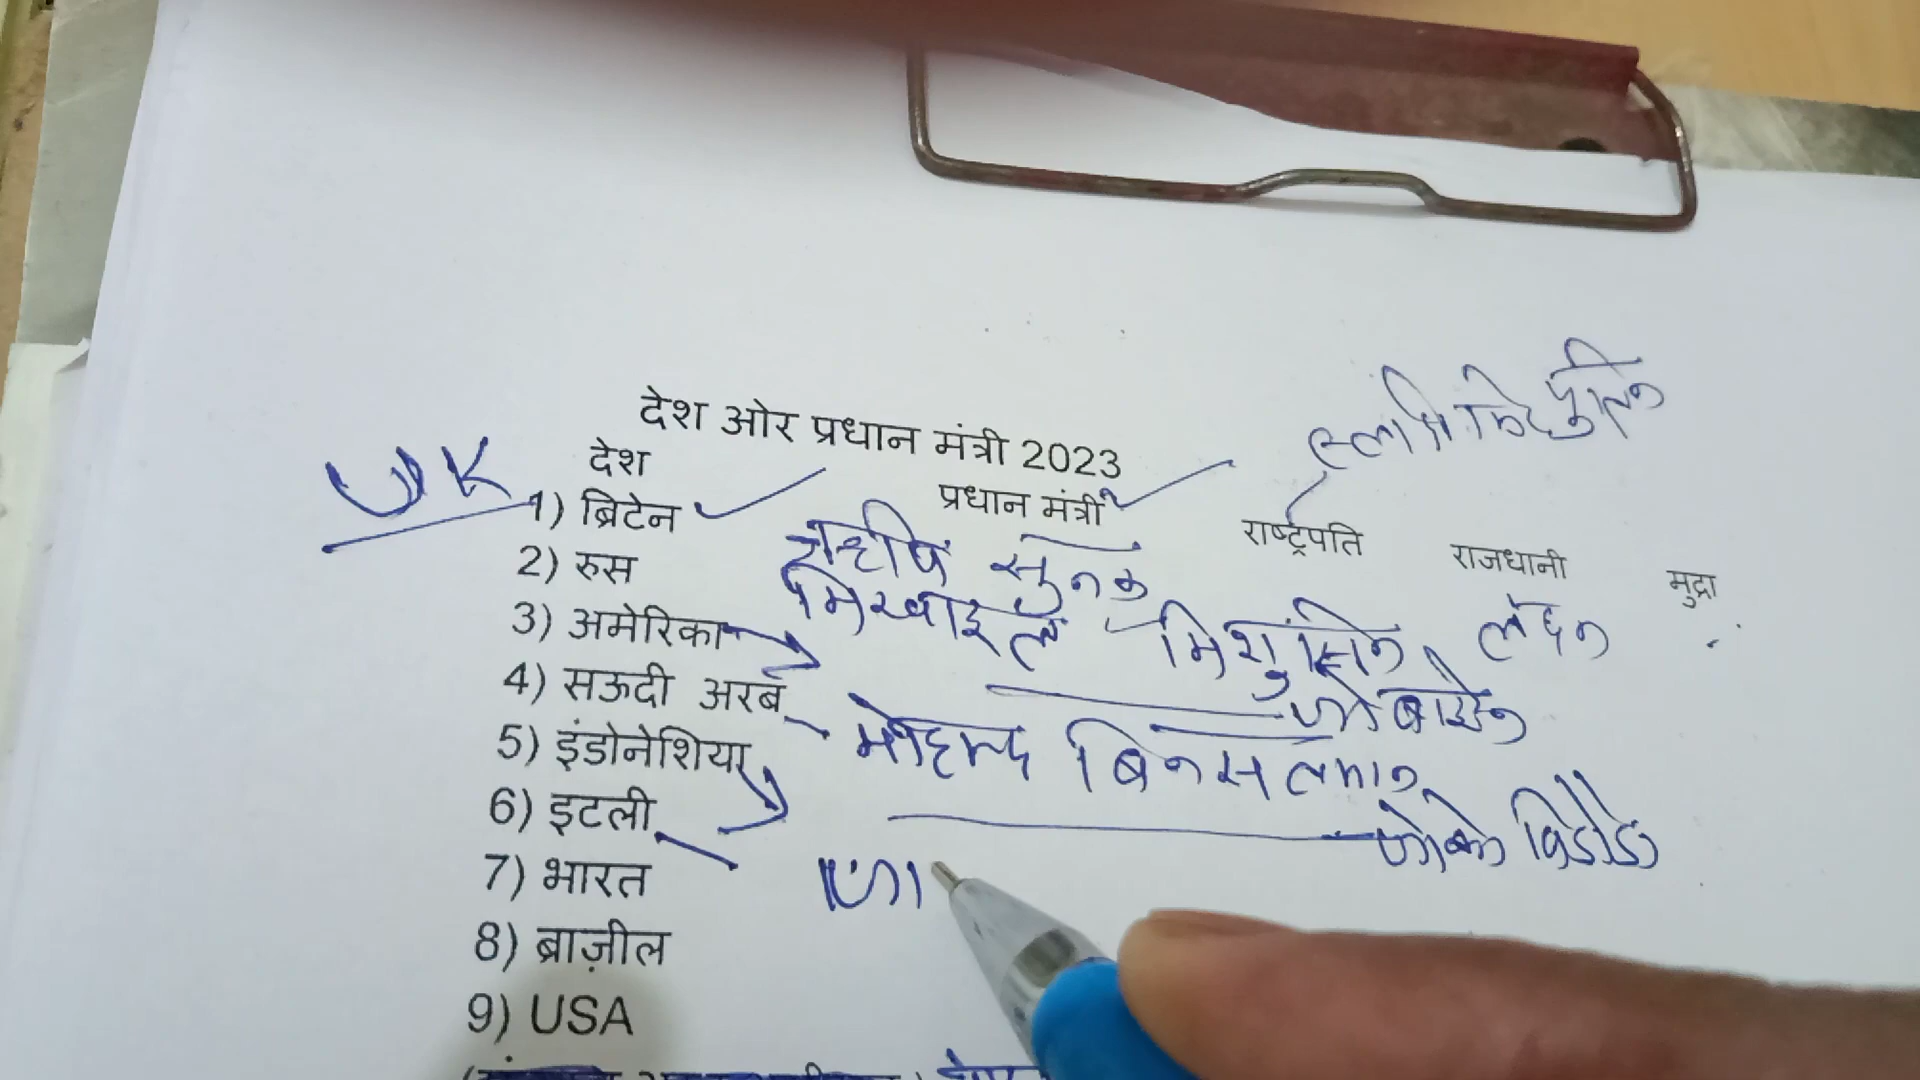 देश ओर प्रधान मंत्री 2023
देश प्रधान मंत्री राष्ट्रपति राजधानी मुद्रा
UK
1) ब्रिटेन ऋषि सुनक लंदन
2) रुस मिखाइल मिशुस्तिन
3) अमेरिका जो बाइडेन
4) सऊदी अरब मोहम्मद बिन सलमान
5) इंडोनेशिया जोको विडोडो
6) इटली
7) भारत
8) ब्राज़ील
9) USA